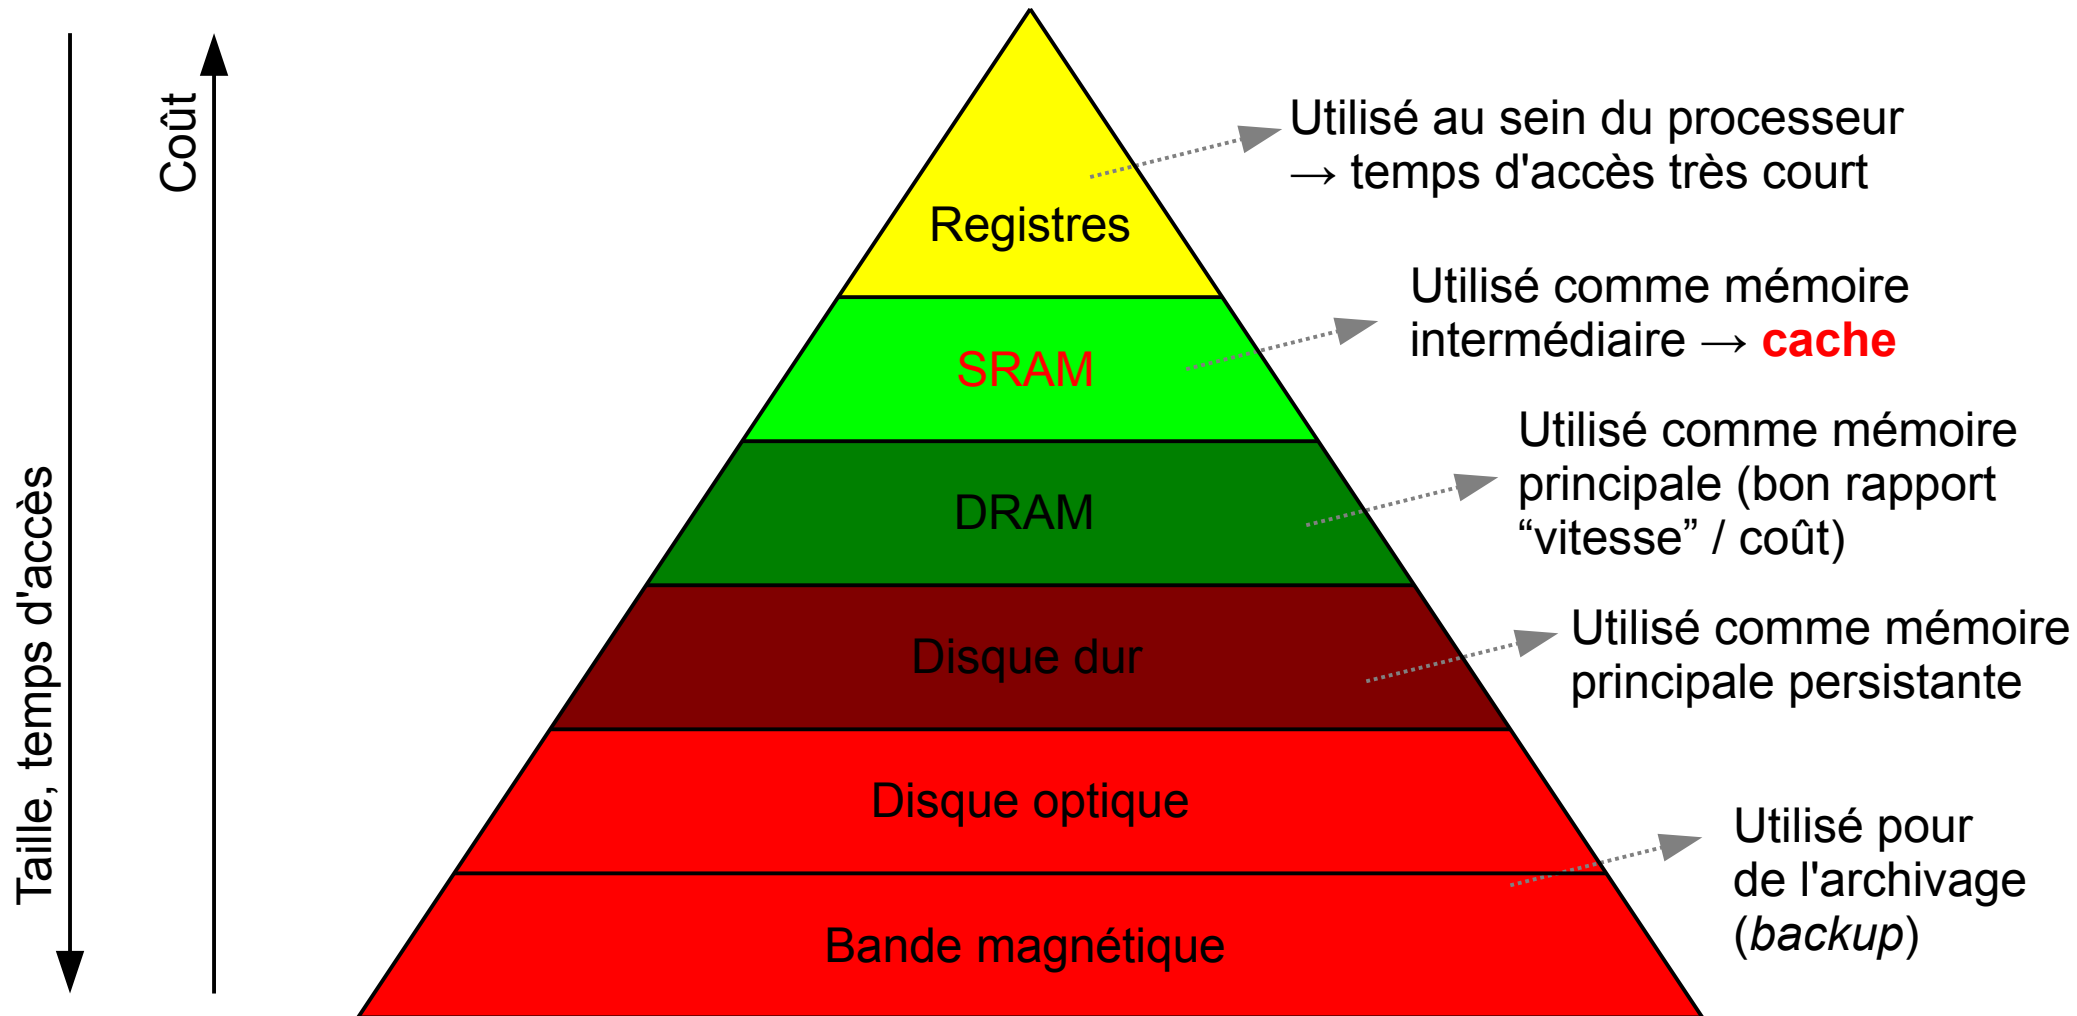 Coût
Taille, temps d'accès
Registres
Utilisé au sein du processeur
→ temps d'accès très court
SRAM
Utilisé comme mémoire
intermédiaire → cache
DRAM
Utilisé comme mémoire
principale (bon rapport
“vitesse” / coût)
Disque dur
Utilisé comme mémoire
principale persistante
Disque optique
Bande magnétique
Utilisé pour
de l'archivage
(backup)